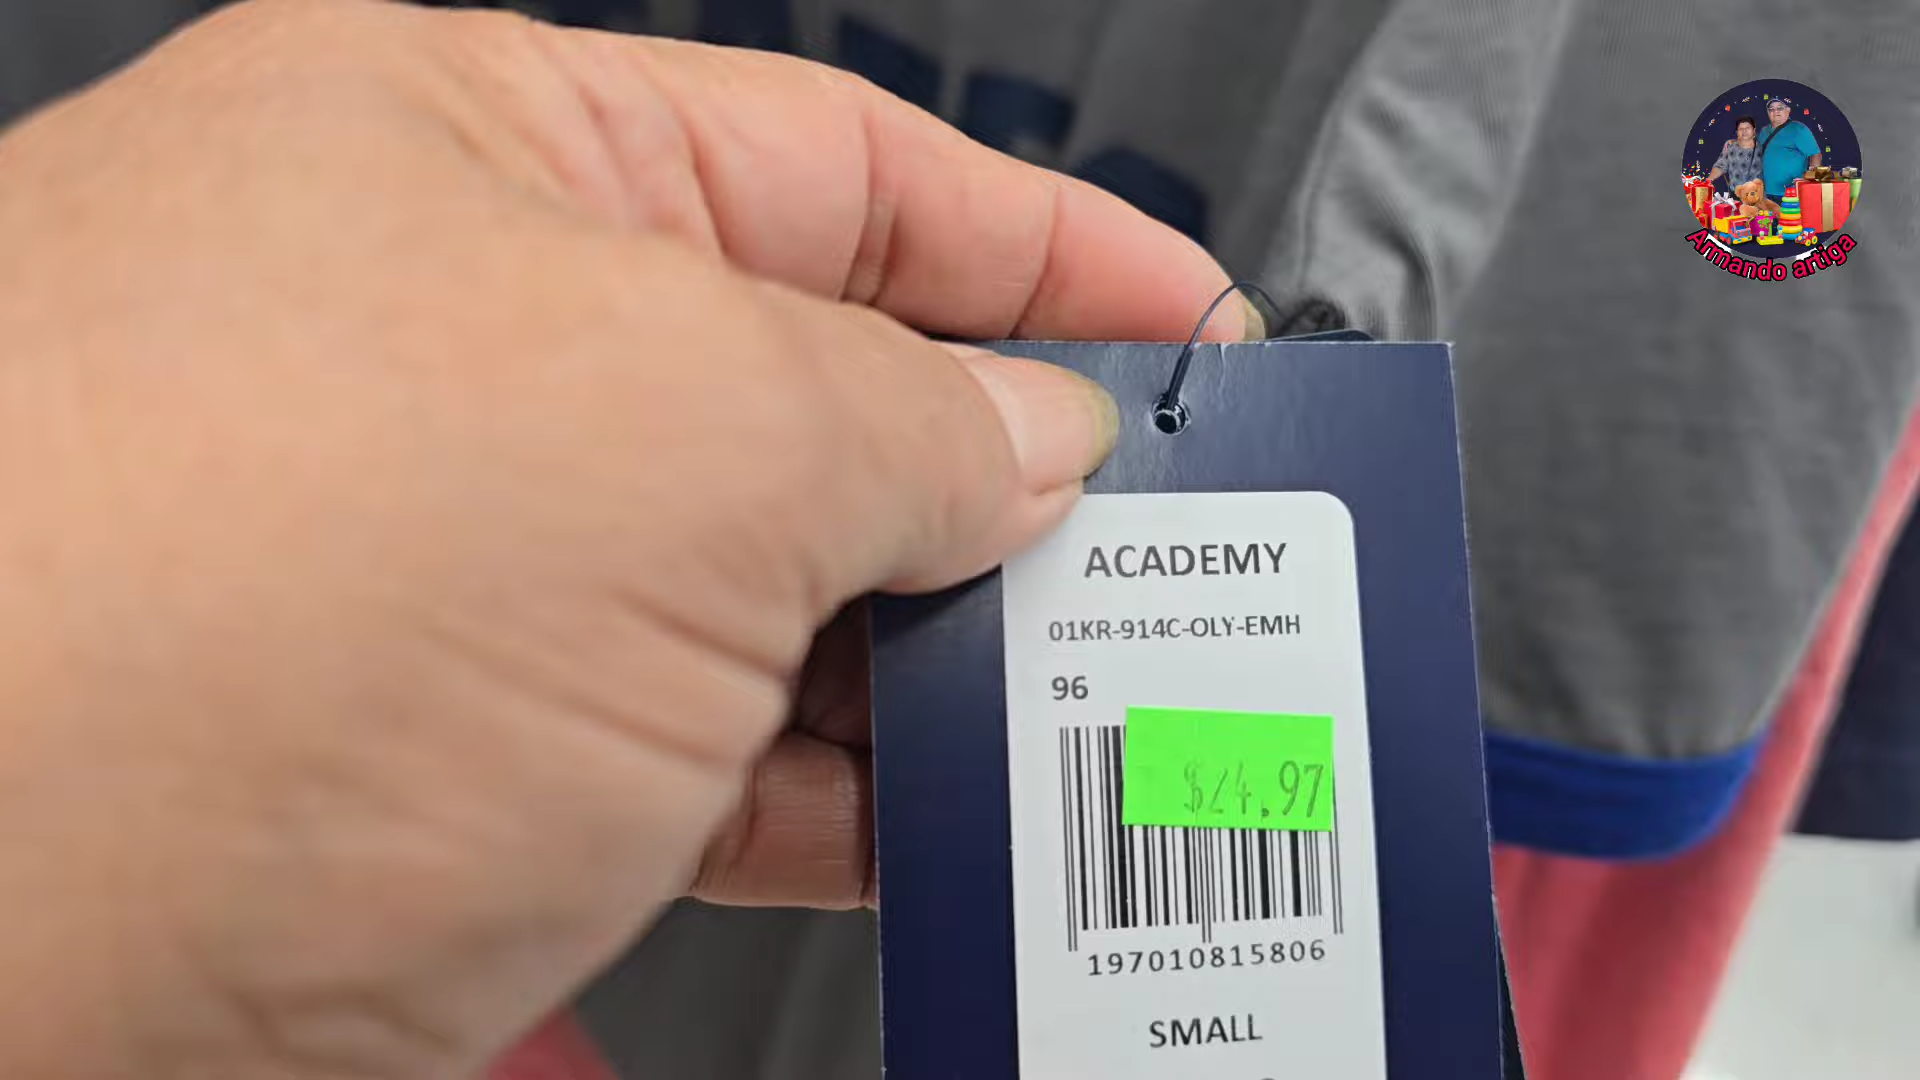 Armando artiga
ACADEMY
01KR-914C-OLY-EMH
96
$24.97
197010815806
SMALL